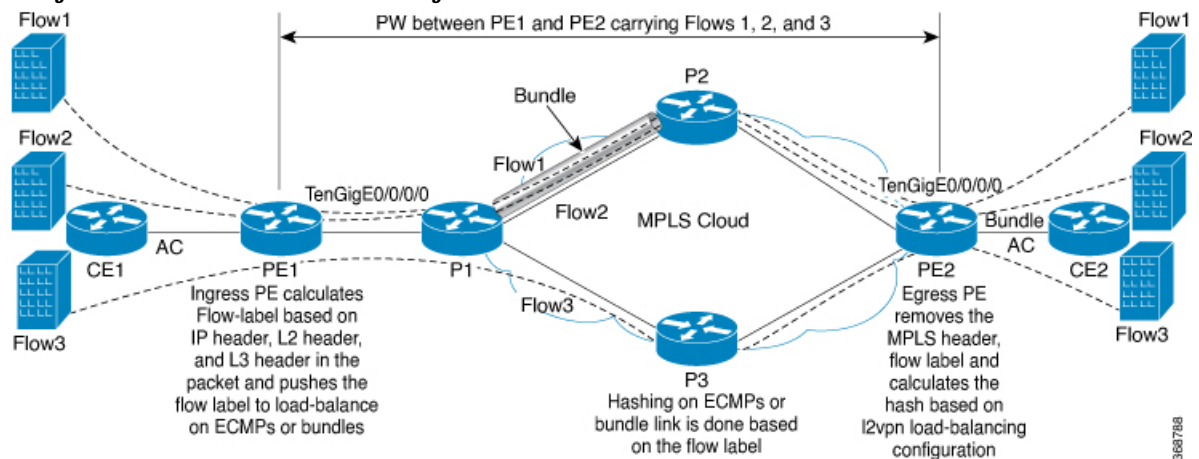 Flow1
PW between PE1 and PE2 carrying Flows 1, 2, and 3
Flow1
P2
Bundle
Flow2
Flow1
Flow2
TenGigE0/0/0/0
Flow2
TenGigE0/0/0/0
MPLS Cloud
Bundle
AC
AC
CE1
PE1
P1
PE2
CE2
Flow3
Flow3
Flow3
Ingress PE calculates
Flow-label based on
IP header, L2 header,
and L3 header in the
packet and pushes the
flow label to load-balance
on ECMPs or bundles
P3
Hashing on ECMPs or
bundle link is done based
on the flow label
Egress PE
removes the
MPLS header,
flow label and
calculates the
hash based on
l2vpn load-balancing
configuration
368788